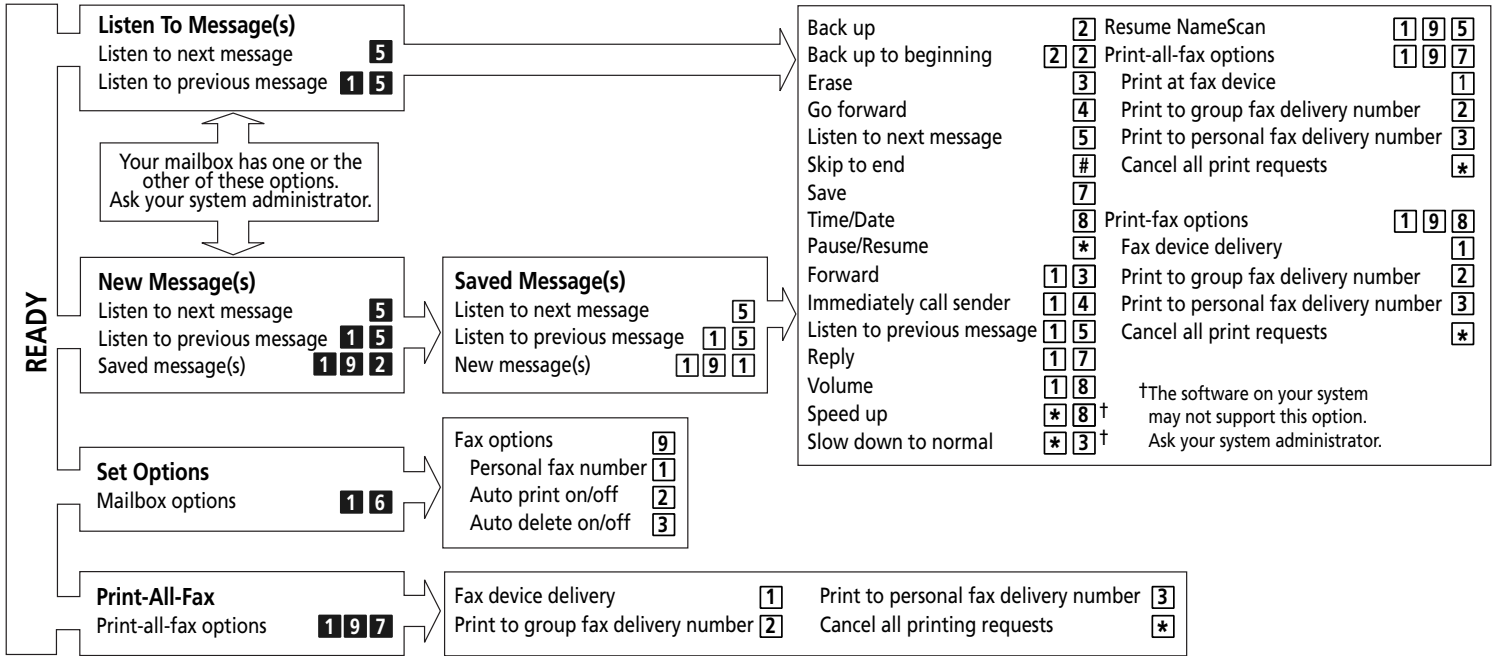 READY
Listen To Message(s)
Listen to next message 5
Listen to previous message 1 5
Your mailbox has one or the
other of these options.
Ask your system administrator.
New Message(s)
Listen to next message 5
Listen to previous message 1 5
Saved message(s) 1 9 2
Saved Message(s)
Listen to next message 5
Listen to previous message 1 5
New message(s) 1 9 1
Set Options
Mailbox options 1 6
Fax options 9
Personal fax number 1
Auto print on/off 2
Auto delete on/off 3
Print-All-Fax
Print-all-fax options 1 9 7
Fax device delivery 1
Print to group fax delivery number 2
Print to personal fax delivery number 3
Cancel all printing requests *
Back up 2
Back up to beginning 2 2
Erase 3
Go forward 4
Listen to next message 5
Skip to end #
Save 7
Time/Date 8
Pause/Resume *
Forward 1 3
Immediately call sender 1 4
Listen to previous message 1 5
Reply 1 7
Volume 1 8
Speed up * 8 †
Slow down to normal * 3 †
Resume NameScan 1 9 5
Print-all-fax options 1 9 7
Print at fax device 1
Print to group fax delivery number 2
Print to personal fax delivery number 3
Cancel all print requests *
Print-fax options 1 9 8
Fax device delivery 1
Print to group fax delivery number 2
Print to personal fax delivery number 3
Cancel all print requests *
†The software on your system
may not support this option.
Ask your system administrator.